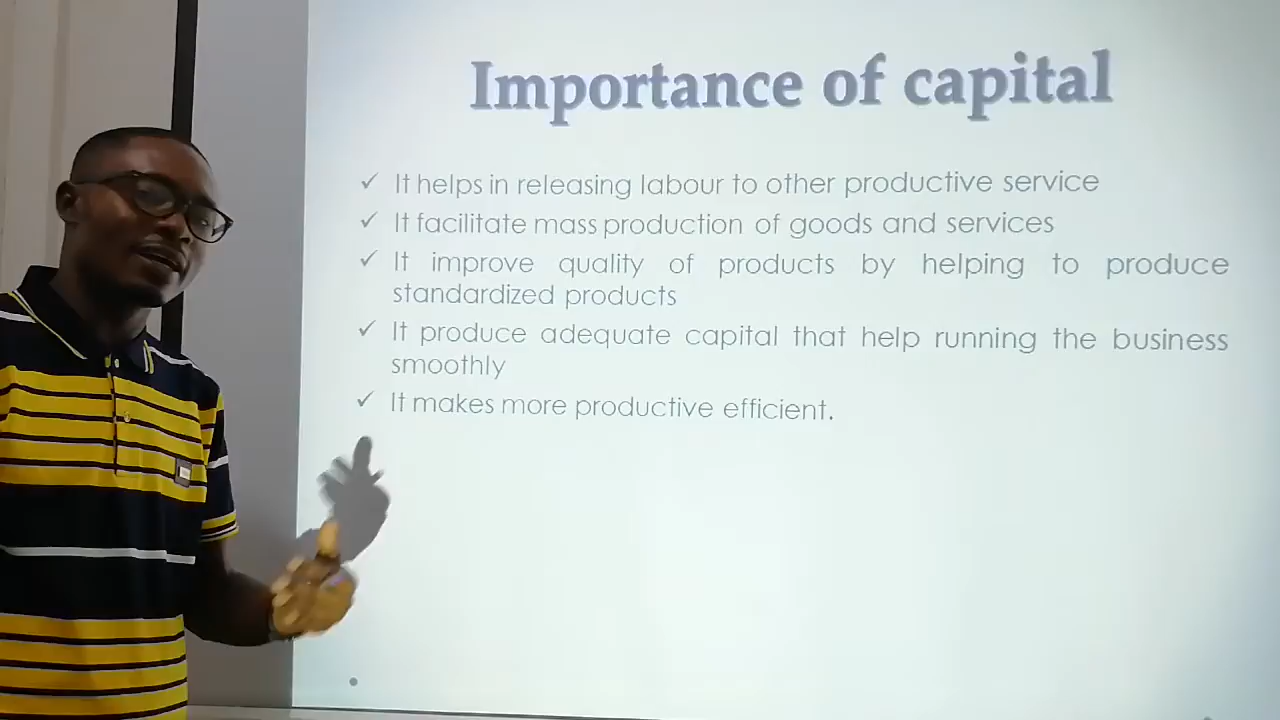 Importance of capital
✓ It helps in releasing labour to other productive service
✓ It facilitate mass production of goods and services
✓ It improve quality of products by helping to produce
standardized products
✓ It produce adequate capital that help running the business
smoothly
✓ It makes more productive efficient.